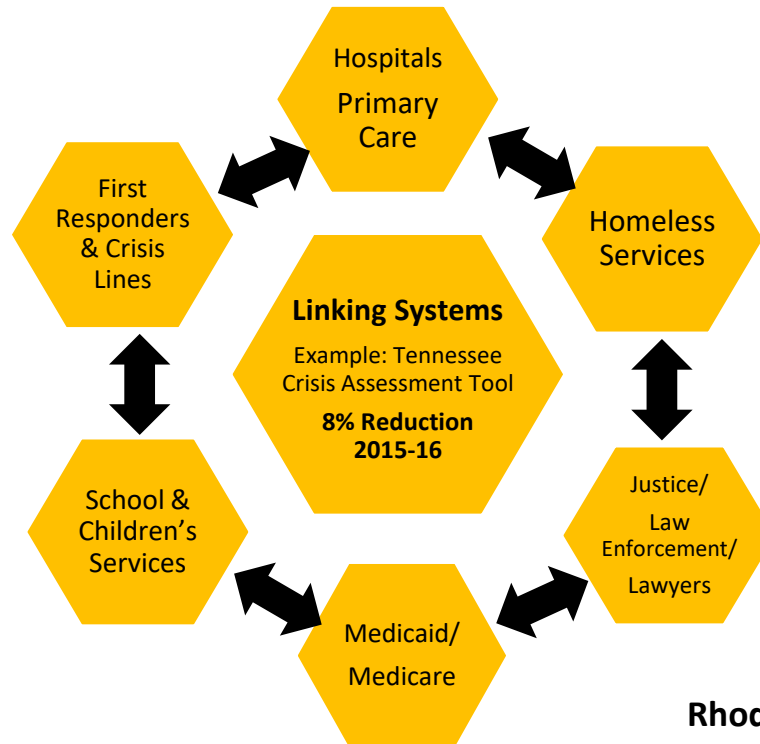 Hospitals
Primary
Care
First
Responders
& Crisis
Lines
Homeless
Services
Linking Systems
Example: Tennessee
Crisis Assessment Tool
8% Reduction
2015-16
School &
Children’s
Services
Justice/
Law
Enforcement/
Lawyers
Medicaid/
Medicare